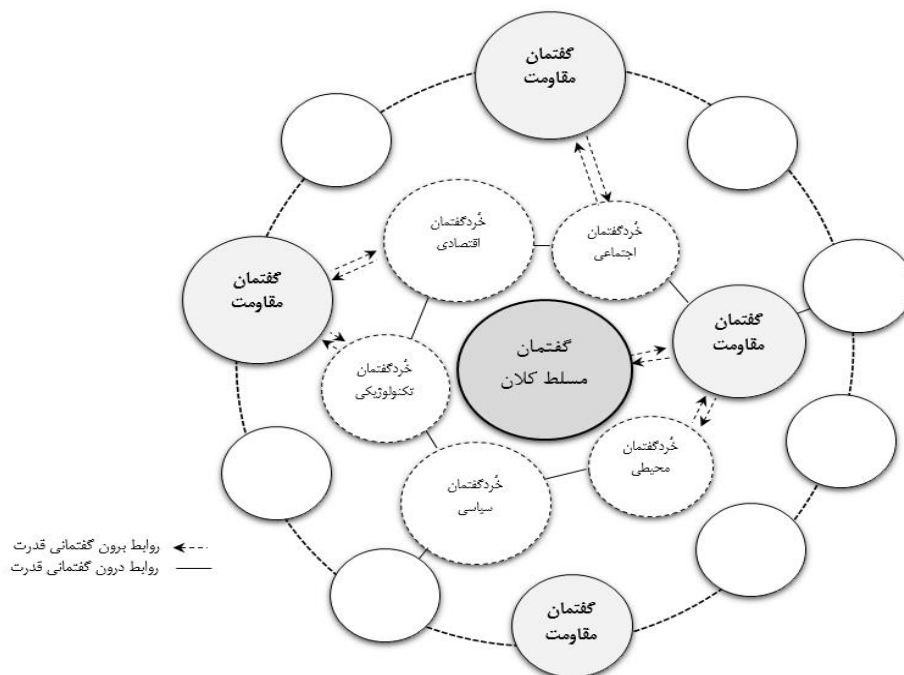 گفتمان
مقاومت
خُردگفتمان
اجتماعی
خُردگفتمان
اقتصادی
گفتمان
مقاومت
گفتمان
مقاومت
گفتمان
مسلط کلان
خُردگفتمان
تکنولوژیکی
خُردگفتمان
محیطی
خُردگفتمان
سیاسی
روابط برون گفتمانی قدرت
روابط درون گفتمانی قدرت
گفتمان
مقاومت